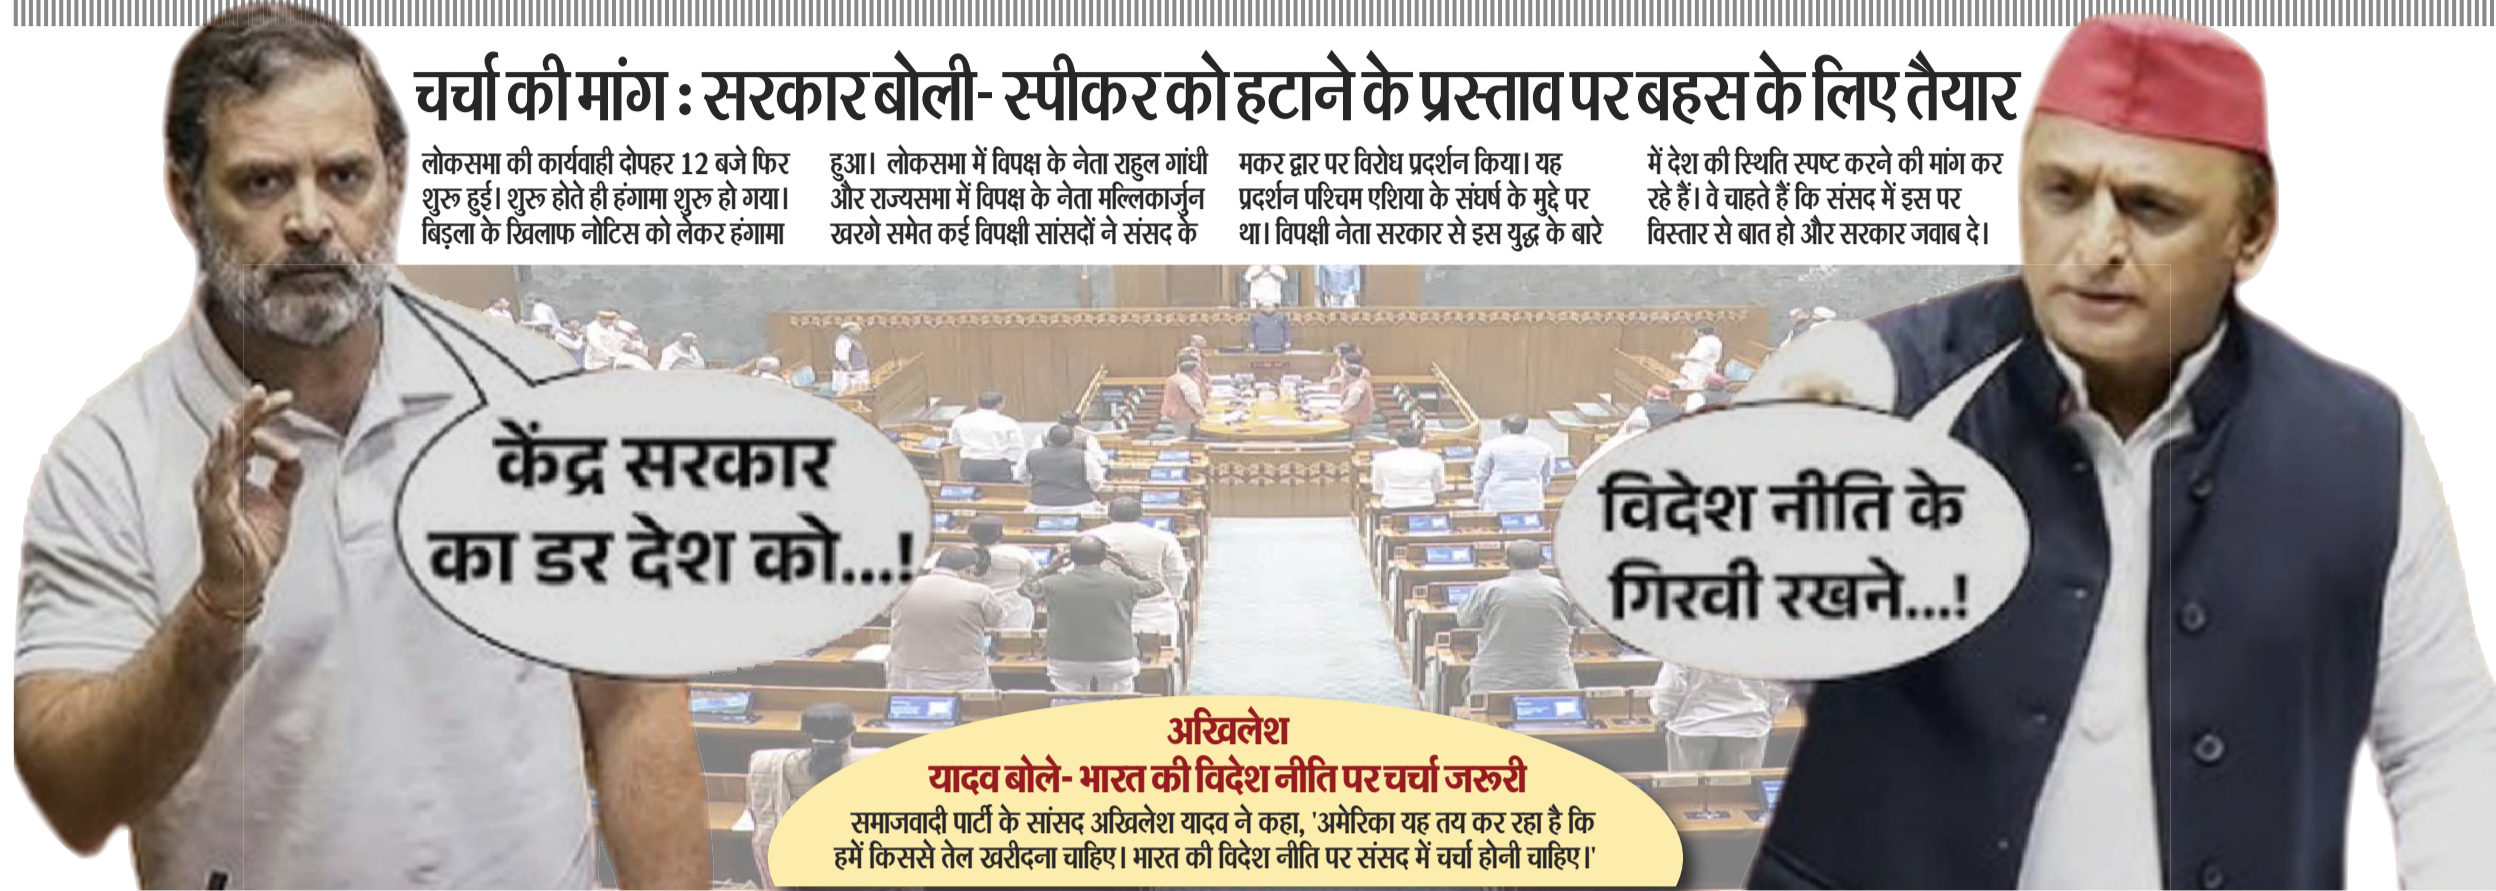 चर्चा की मांग : सरकार बोली- स्पीकर को हटाने के प्रस्ताव पर बहस के लिए तैयार
लोकसभा की कार्यवाही दोपहर 12 बजे फिर
शुरू हुई। शुरू होते ही हंगामा शुरू हो गया।
बिड़ला के खिलाफ नोटिस को लेकर हंगामा
हुआ। लोकसभा में विपक्ष के नेता राहुल गांधी
और राज्यसभा में विपक्ष के नेता मल्लिकार्जुन
खरगे समेत कई विपक्षी सांसदों ने संसद के
मकर द्वार पर विरोध प्रदर्शन किया। यह
प्रदर्शन पश्चिम एशिया के संघर्ष के मुद्दे पर
था। विपक्षी नेता सरकार से इस युद्ध के बारे
में देश की स्थिति स्पष्ट करने की मांग कर
रहे हैं। वे चाहते हैं कि संसद में इस पर
विस्तार से बात हो और सरकार जवाब दे।
केंद्र सरकार
का डर देश को...!
विदेश नीति के
गिरवी रखने...!
अखिलेश
यादव बोले- भारत की विदेश नीति पर चर्चा जरूरी
समाजवादी पार्टी के सांसद अखिलेश यादव ने कहा, 'अमेरिका यह तय कर रहा है कि
हमें किससे तेल खरीदना चाहिए। भारत की विदेश नीति पर संसद में चर्चा होनी चाहिए।'